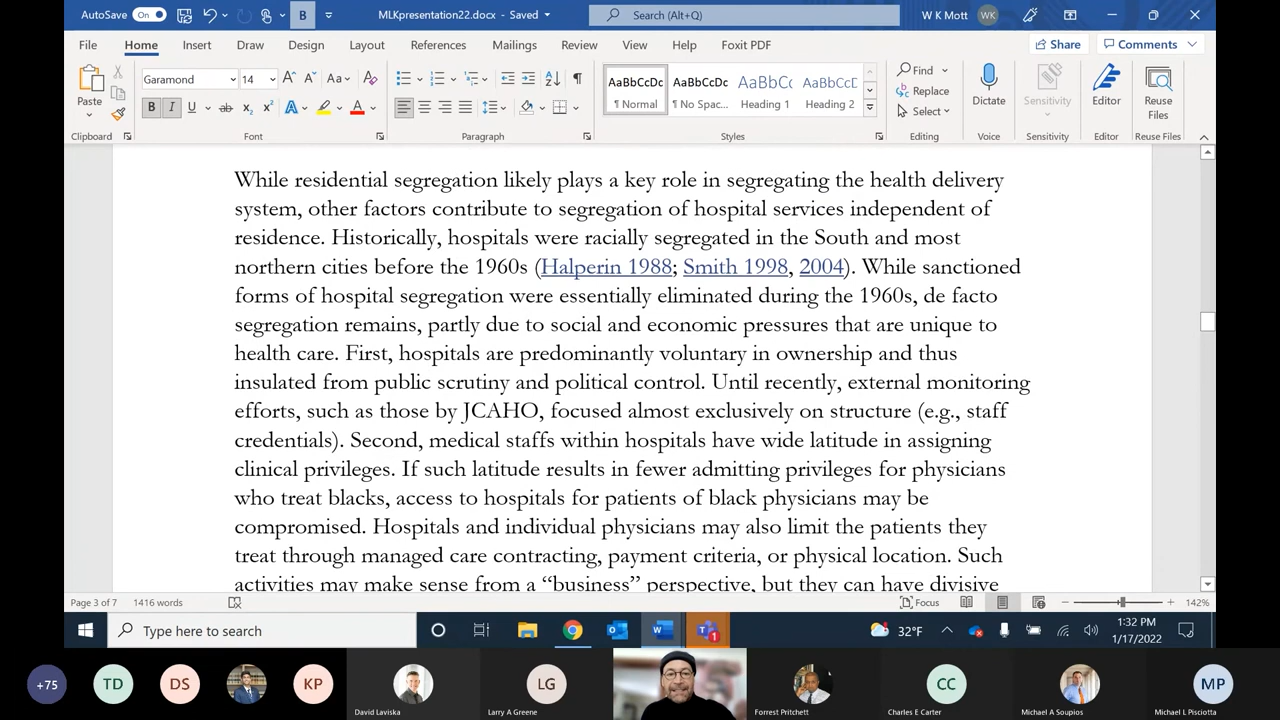 AutoSave On MLKpresentation22.docx - Saved Search (Alt+Q) W K Mott WK
File Home Insert Draw Design Layout References Mailings Review View Help Foxit PDF Share Comments
Paste Garamond 14 Aa A B I U ab x₂ x² A A
AaBbCcDc AaBbCcDc AaBbCc AaBbCcD
¶ Normal ¶ No Spac... Heading 1 Heading 2
Find Replace Select Dictate Sensitivity Editor Reuse Files
Clipboard Font Paragraph Styles Editing Voice Sensitivity Editor Reuse Files
While residential segregation likely plays a key role in segregating the health delivery
system, other factors contribute to segregation of hospital services independent of
residence. Historically, hospitals were racially segregated in the South and most
northern cities before the 1960s (Halperin 1988; Smith 1998, 2004). While sanctioned
forms of hospital segregation were essentially eliminated during the 1960s, de facto
segregation remains, partly due to social and economic pressures that are unique to
health care. First, hospitals are predominantly voluntary in ownership and thus
insulated from public scrutiny and political control. Until recently, external monitoring
efforts, such as those by JCAHO, focused almost exclusively on structure (e.g., staff
credentials). Second, medical staffs within hospitals have wide latitude in assigning
clinical privileges. If such latitude results in fewer admitting privileges for physicians
who treat blacks, access to hospitals for patients of black physicians may be
compromised. Hospitals and individual physicians may also limit the patients they
treat through managed care contracting, payment criteria, or physical location. Such
activities may make sense from a “business” perspective, but they can have divisive
Page 3 of 7 1416 words Focus 142%
Type here to search 1 32°F 1:32 PM
1/17/2022
+75 TD DS KP LG CC MP
David Laviska Larry A Greene Forrest Pritchett Charles E Carter Michael A Soupios Michael L Pisciotta